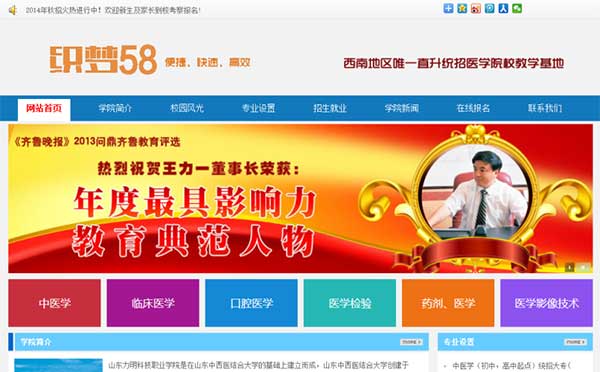 2014年秋招火热进行中！欢迎新生及家长到校考察报名!
织梦58 便捷、快速、高效
西南地区唯一直升统招医学院校教学基地
网站首页 学院简介 校园风光 专业设置 招生就业 学院新闻 在线报名 联系我们
《齐鲁晚报》2013问鼎齐鲁教育评选
热烈祝贺王力一董事长荣获：
年度最具影响力
教育典范人物
中医学 临床医学 口腔医学 医学检验 药剂、医学 医学影像技术
学院简介 more 专业设置 more
山东力明科技职业学院是在山东中西医结合大学的基础上建立而成，山东中西医结合大学创建于
中医学（初中，高中起点）统招大专（